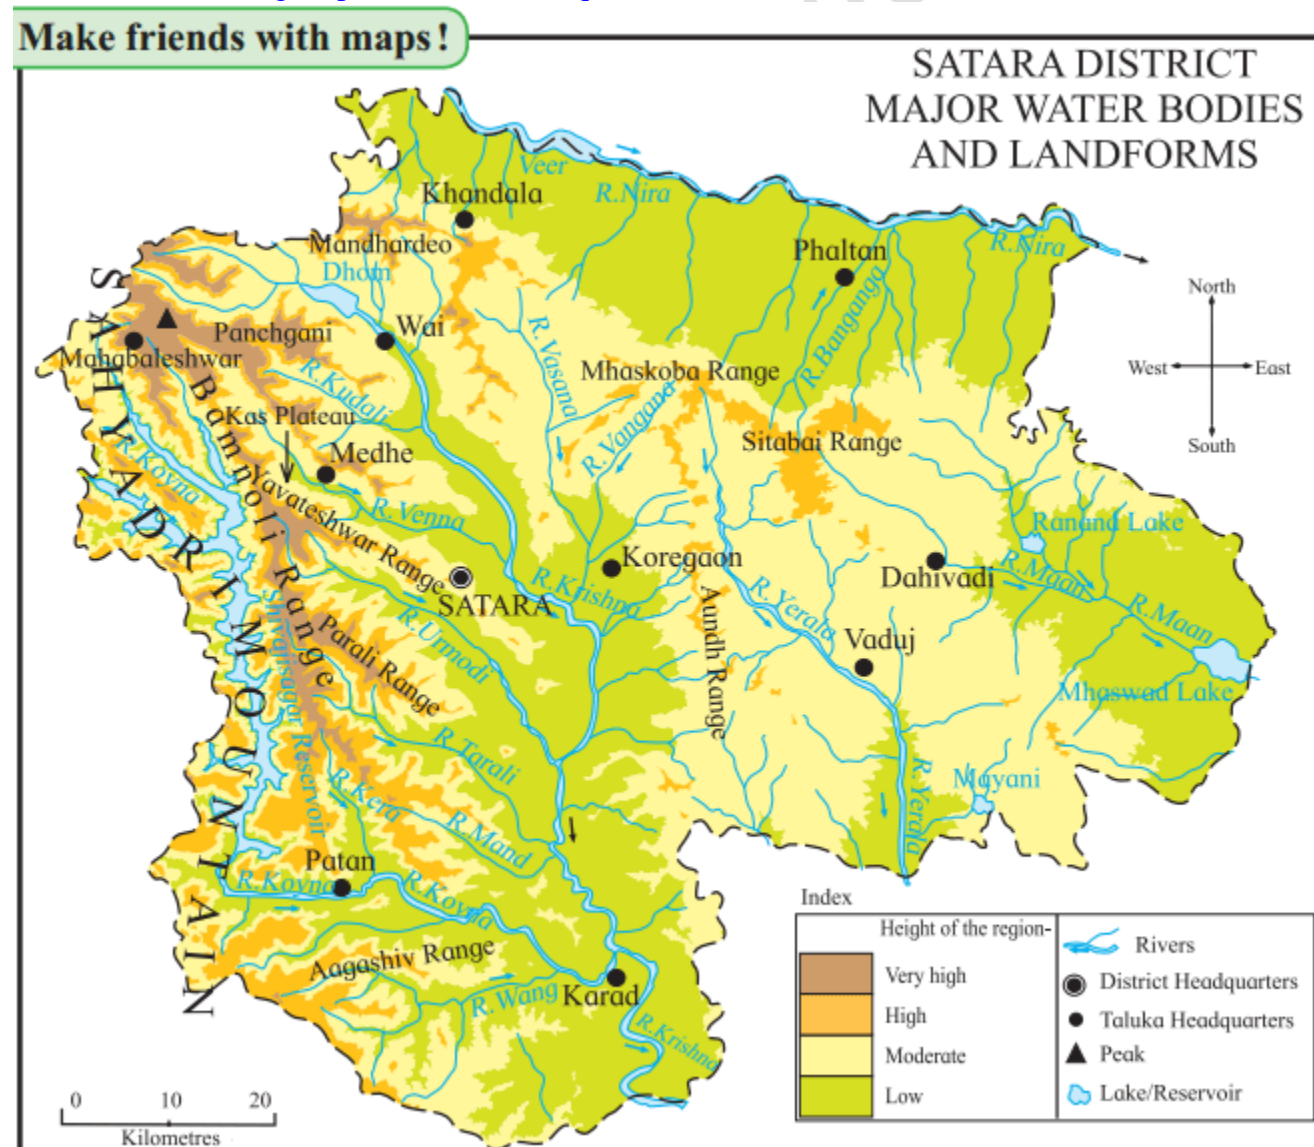 Make friends with maps!
SATARA DISTRICT
MAJOR WATER BODIES
AND LANDFORMS
Veer
R.Nira
Khandala
Mandhardeo
Dhom
Phaltan
R.Nira
R.Banganga
North
West
East
South
Wai
Panchgani
Mahabaleshwar
R.Vasana
Mhaskoba Range
R.Kudali
R.Vangana
Kas Plateau
Sitabai Range
Medhe
R.Koyna
Bamnoli Range
SAHYADRI MOUNTAIN
Yavateshwar Range
R.Venna
Ranand Lake
Koregaon
Dahivadi
R.Maan
R.Maan
SATARA
R.Krishna
R.Yerala
Vaduj
R.Urmodi
Aundh Range
Parali Range
Shivajisagar Reservoir
Mhaswad Lake
R.Tarali
R.Yerala
Mayani
R.Kera
R.Mand
Patan
R.Koyna
R.Koyna
Aagashiv Range
R.Wang
Karad
R.Krishna
Index
Height of the region-
Very high
High
Moderate
Low
Rivers
District Headquarters
Taluka Headquarters
Peak
Lake/Reservoir
0 10 20
Kilometres